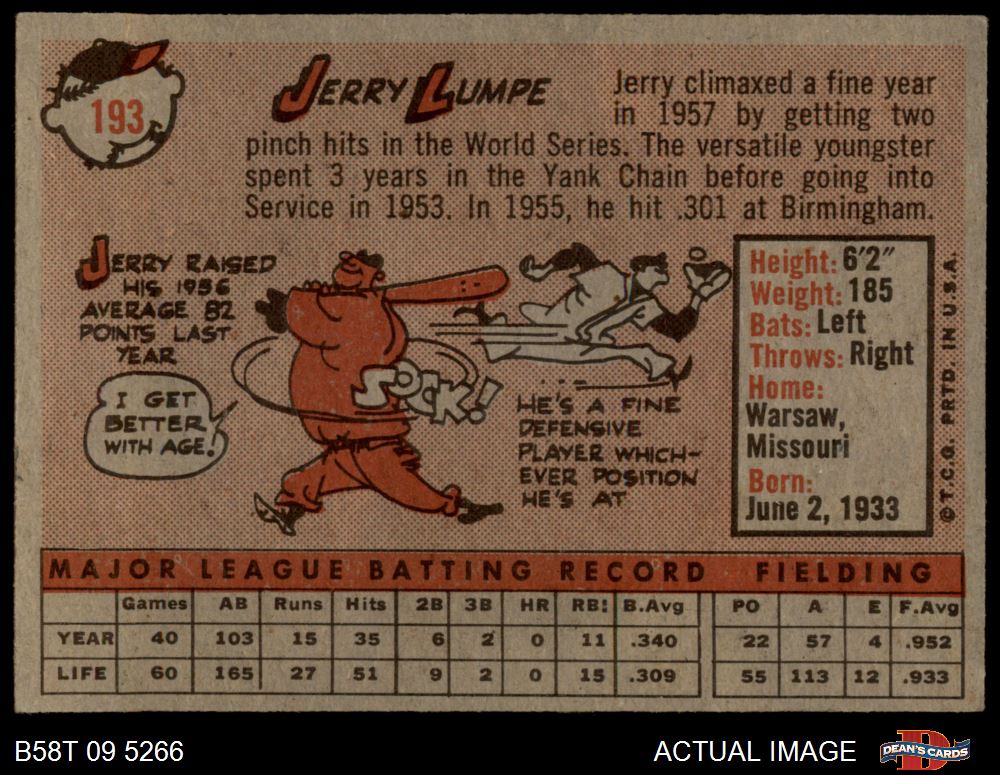 193
JERRY LUMPE
Jerry climaxed a fine year
in 1957 by getting two
pinch hits in the World Series. The versatile youngster
spent 3 years in the Yank Chain before going into
Service in 1953. In 1955, he hit .301 at Birmingham.
JERRY RAISED
HIS 1956
AVERAGE 82
POINTS LAST
YEAR
I GET
BETTER
WITH AGE!
SOCK!!
HE'S A FINE
DEFENSIVE
PLAYER WHICH-
EVER POSITION
HE'S AT
Height: 6'2"
Weight: 185
Bats: Left
Throws: Right
Home:
Warsaw,
Missouri
Born:
June 2, 1933
©T.C.G. PRTD. IN U.S.A.
MAJOR LEAGUE BATTING RECORD FIELDING
Games AB Runs Hits 2B 3B HR RBI B.Avg PO A E F.Avg
YEAR 40 103 15 35 6 2 0 11 .340 22 57 4 .952
LIFE 60 165 27 51 9 2 0 15 .309 55 113 12 .933
B58T 09 5266
ACTUAL IMAGE
DEAN'S CARDS